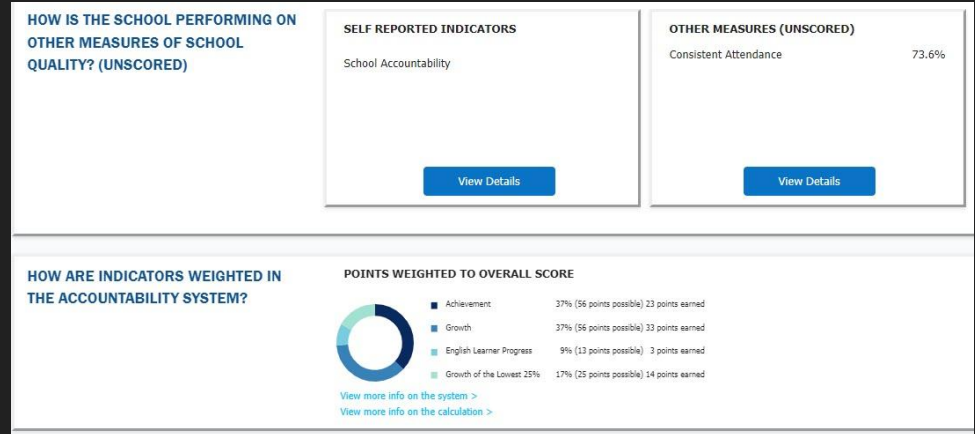 HOW IS THE SCHOOL PERFORMING ON
OTHER MEASURES OF SCHOOL
QUALITY? (UNSCORED)
SELF REPORTED INDICATORS
School Accountability
View Details
OTHER MEASURES (UNSCORED)
Consistent Attendance 73.6%
View Details
HOW ARE INDICATORS WEIGHTED IN
THE ACCOUNTABILITY SYSTEM?
POINTS WEIGHTED TO OVERALL SCORE
Achievement 37% (56 points possible) 23 points earned
Growth 37% (56 points possible) 33 points earned
English Learner Progress 9% (13 points possible) 3 points earned
Growth of the Lowest 25% 17% (25 points possible) 14 points earned
View more info on the system >
View more info on the calculation >